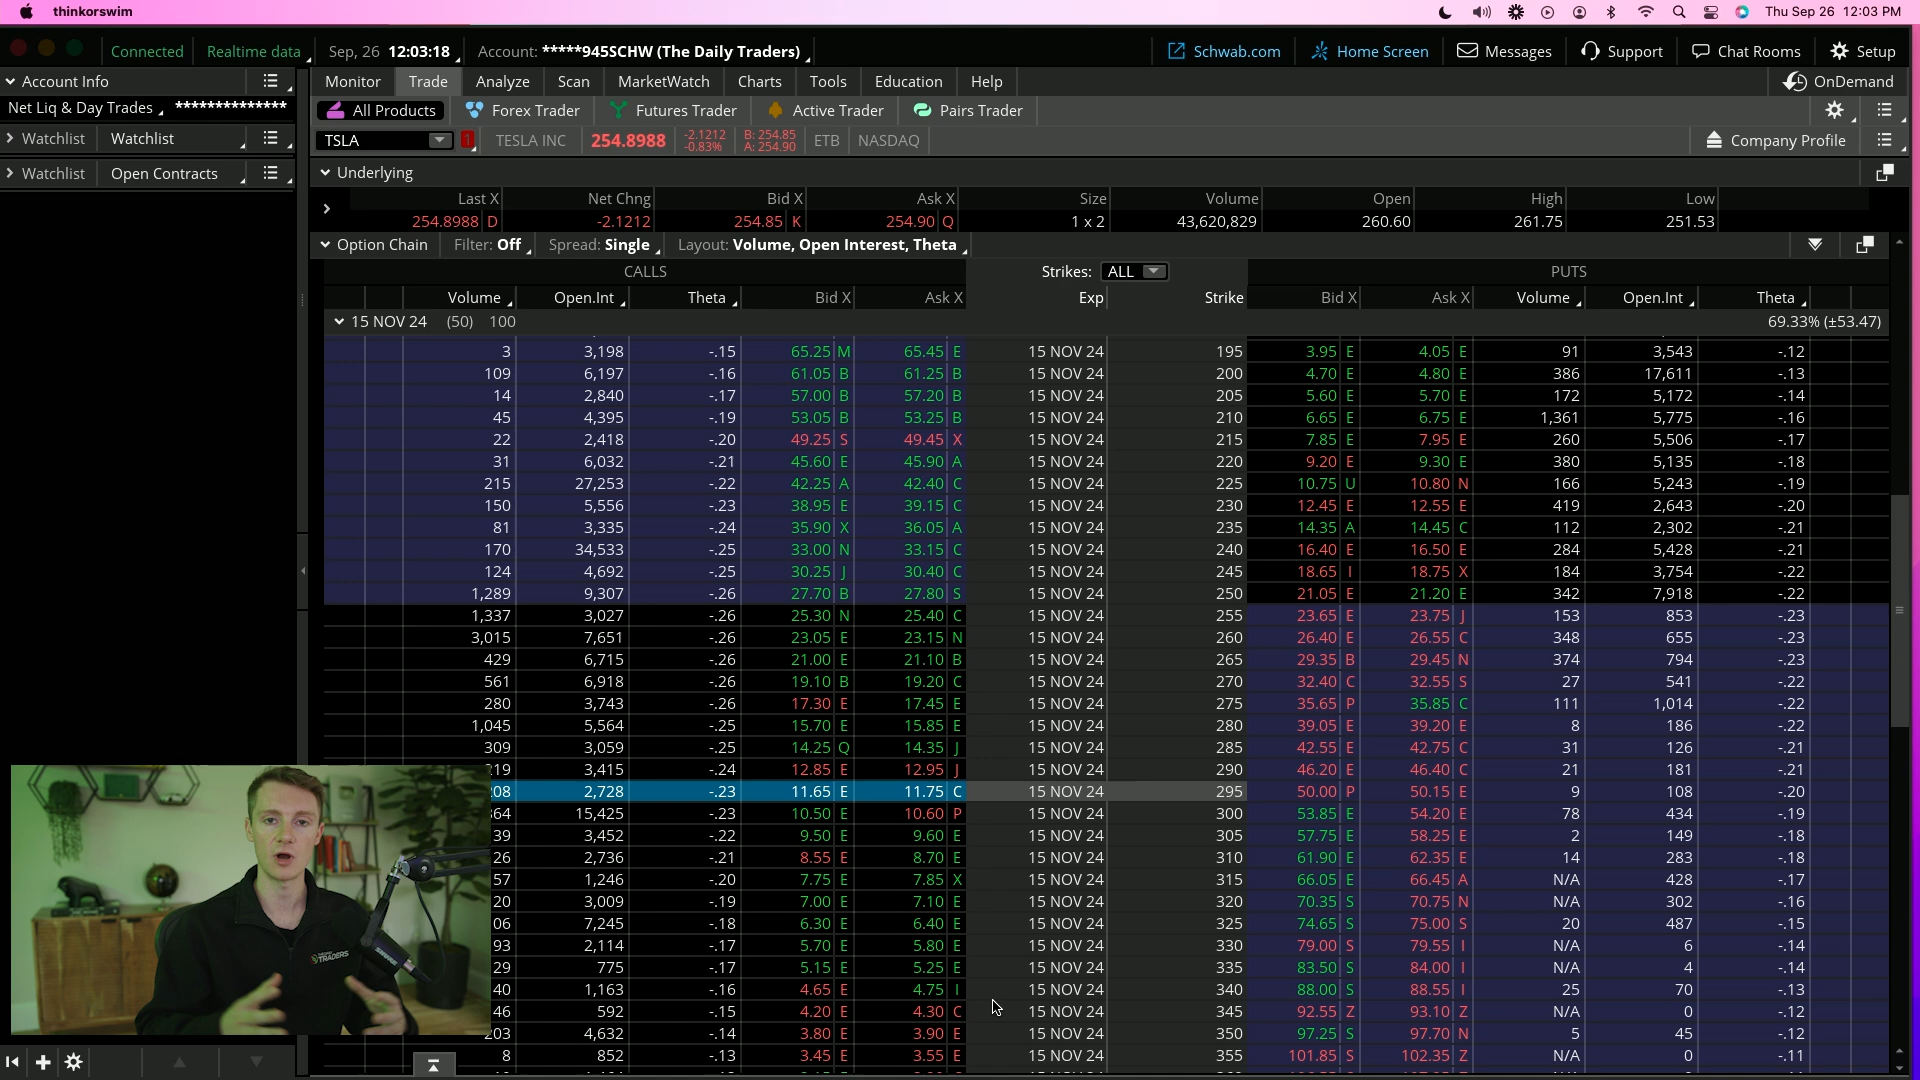 thinkorswim Thu Sep 26 12:03 PM
Connected Realtime data Sep, 26 12:03:18 Account: *****945SCHW (The Daily Traders) Schwab.com Home Screen Messages Support Chat Rooms Setup
Account Info Monitor Trade Analyze Scan MarketWatch Charts Tools Education Help OnDemand
Net Liq & Day Trades ************** All Products Forex Trader Futures Trader Active Trader Pairs Trader
Watchlist Watchlist TSLA 1 TESLA INC 254.8988 -2.1212 -0.83% B: 254.85 A: 254.90 ETB NASDAQ Company Profile
Watchlist Open Contracts Underlying
Last X Net Chng Bid X Ask X Size Volume Open High Low
254.8988 D -2.1212 254.85 K 254.90 Q 1 x 2 43,620,829 260.60 261.75 251.53
Option Chain Filter: Off Spread: Single Layout: Volume, Open Interest, Theta
CALLS Strikes: ALL PUTS
Volume Open.Int Theta Bid X Ask X Exp Strike Bid X Ask X Volume Open.Int Theta
15 NOV 24 (50) 100 69.33% (±53.47)
3 3,198 -.15 65.25 M 65.45 E 15 NOV 24 195 3.95 E 4.05 E 91 3,543 -.12
109 6,197 -.16 61.05 B 61.25 B 15 NOV 24 200 4.70 E 4.80 E 386 17,611 -.13
14 2,840 -.17 57.00 B 57.20 B 15 NOV 24 205 5.60 E 5.70 E 172 5,172 -.14
45 4,395 -.19 53.05 B 53.25 B 15 NOV 24 210 6.65 E 6.75 E 1,361 5,775 -.16
22 2,418 -.20 49.25 S 49.45 X 15 NOV 24 215 7.85 E 7.95 E 260 5,506 -.17
31 6,032 -.21 45.60 E 45.90 A 15 NOV 24 220 9.20 E 9.30 E 380 5,135 -.18
215 27,253 -.22 42.25 A 42.40 C 15 NOV 24 225 10.75 U 10.80 N 166 5,243 -.19
150 5,556 -.23 38.95 E 39.15 C 15 NOV 24 230 12.45 E 12.55 E 419 2,643 -.20
81 3,335 -.24 35.90 X 36.05 A 15 NOV 24 235 14.35 A 14.45 C 112 2,302 -.21
170 34,533 -.25 33.00 N 33.15 C 15 NOV 24 240 16.40 E 16.50 E 284 5,428 -.21
124 4,692 -.25 30.25 J 30.40 C 15 NOV 24 245 18.65 I 18.75 X 184 3,754 -.22
1,289 9,307 -.26 27.70 B 27.80 S 15 NOV 24 250 21.05 E 21.20 E 342 7,918 -.22
1,337 3,027 -.26 25.30 N 25.40 C 15 NOV 24 255 23.65 E 23.75 J 153 853 -.23
3,015 7,651 -.26 23.05 E 23.15 N 15 NOV 24 260 26.40 E 26.55 C 348 655 -.23
429 6,715 -.26 21.00 E 21.10 B 15 NOV 24 265 29.35 B 29.45 N 374 794 -.23
561 6,918 -.26 19.10 B 19.20 C 15 NOV 24 270 32.40 C 32.55 S 27 541 -.22
280 3,743 -.26 17.30 E 17.45 E 15 NOV 24 275 35.65 P 35.85 C 111 1,014 -.22
1,045 5,564 -.25 15.70 E 15.85 E 15 NOV 24 280 39.05 E 39.20 E 8 186 -.22
309 3,059 -.25 14.25 Q 14.35 J 15 NOV 24 285 42.55 E 42.75 C 31 126 -.21
219 3,415 -.24 12.85 E 12.95 J 15 NOV 24 290 46.20 E 46.40 C 21 181 -.21
08 2,728 -.23 11.65 E 11.75 C 15 NOV 24 295 50.00 P 50.15 E 9 108 -.20
64 15,425 -.23 10.50 E 10.60 P 15 NOV 24 300 53.85 E 54.20 E 78 434 -.19
39 3,452 -.22 9.50 E 9.60 E 15 NOV 24 305 57.75 E 58.25 E 2 149 -.18
26 2,736 -.21 8.55 E 8.70 E 15 NOV 24 310 61.90 E 62.35 E 14 283 -.18
57 1,246 -.20 7.75 E 7.85 X 15 NOV 24 315 66.05 E 66.45 A N/A 428 -.17
20 3,009 -.19 7.00 E 7.10 E 15 NOV 24 320 70.35 S 70.75 N N/A 302 -.16
06 7,245 -.18 6.30 E 6.40 E 15 NOV 24 325 74.65 S 75.00 S 20 487 -.15
93 2,114 -.17 5.70 E 5.80 E 15 NOV 24 330 79.00 S 79.55 I N/A 6 -.14
TRADERS
29 775 -.17 5.15 E 5.25 E 15 NOV 24 335 83.50 S 84.00 I N/A 4 -.14
40 1,163 -.16 4.65 E 4.75 I 15 NOV 24 340 88.00 S 88.55 I 25 70 -.13
46 592 -.15 4.20 E 4.30 C 15 NOV 24 345 92.55 Z 93.10 Z N/A 0 -.12
203 4,632 -.14 3.80 E 3.90 E 15 NOV 24 350 97.25 S 97.70 N 5 45 -.12
8 852 -.13 3.45 E 3.55 E 15 NOV 24 355 101.85 S 102.35 Z N/A 0 -.11